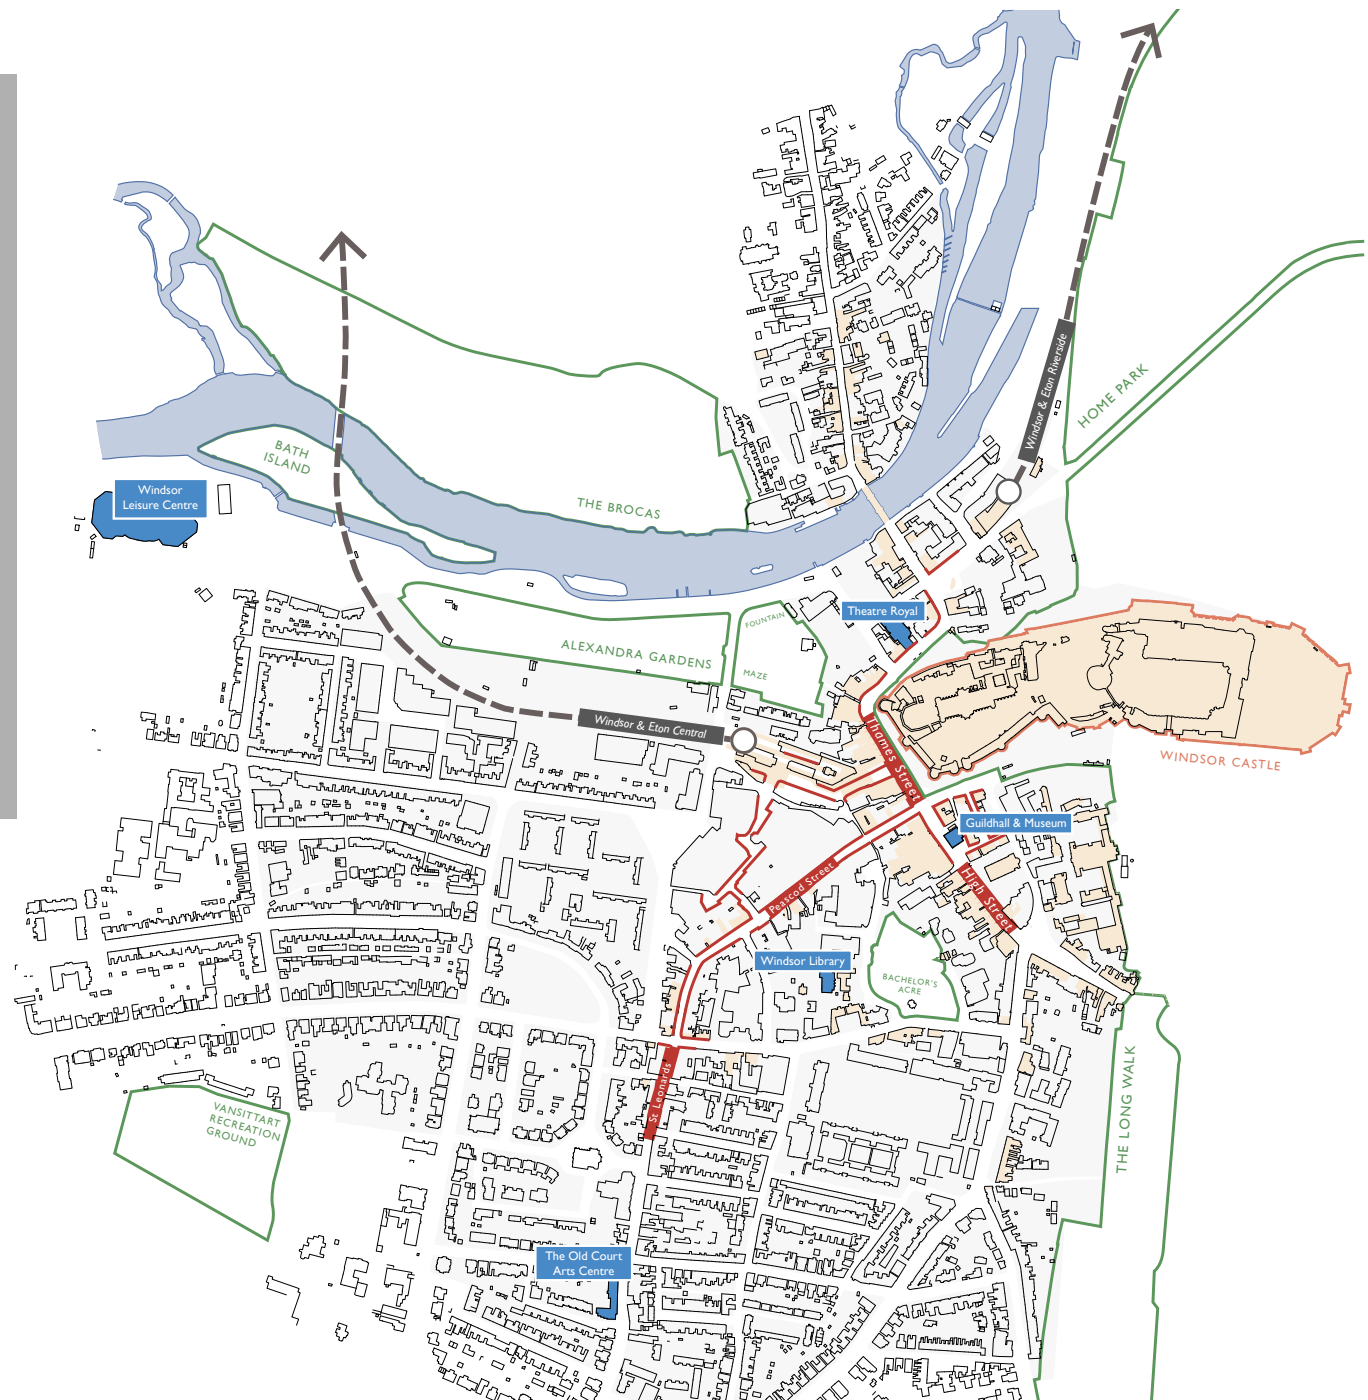 Windsor & Eton Riverside
HOME PARK
BATH
ISLAND
Windsor
Leisure Centre
THE BROCAS
Theatre Royal
FOUNTAIN
ALEXANDRA GARDENS
MAZE
Windsor & Eton Central
Thames Street
WINDSOR CASTLE
Guildhall & Museum
Peascod Street
High Street
Windsor Library
BACHELOR'S
ACRE
St Leonards
THE LONG WALK
VANSITTART
RECREATION
GROUND
The Old Court
Arts Centre